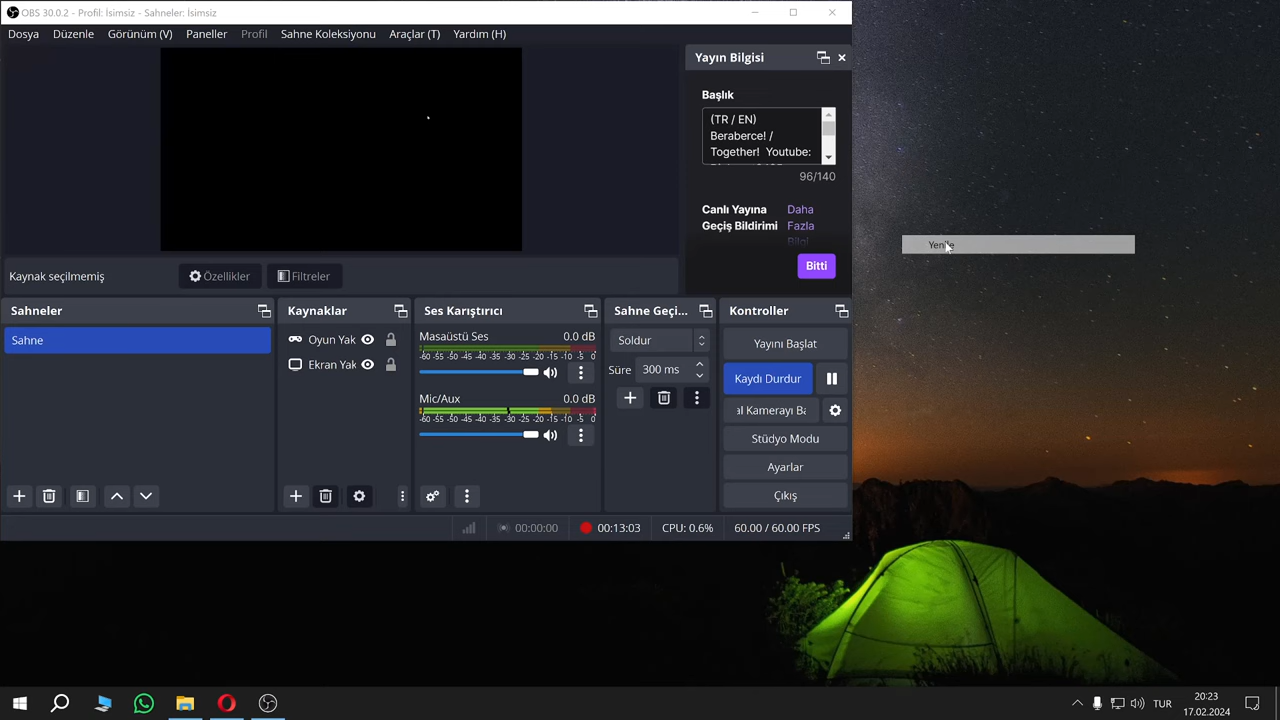 OBS 30.0.2 - Profil: İsimsiz - Sahneler: İsimsiz
Dosya Düzenle Görünüm (V) Paneller Profil Sahne Koleksiyonu Araçlar (T) Yardım (H)
Yayın Bilgisi
Başlık
(TR / EN)
Beraberce! /
Together! Youtube:
96/140
Canlı Yayına
Geçiş Bildirimi
Daha
Fazla
Bilgi
Bitti
Yenile
Kaynak seçilmemiş
Özellikler
Filtreler
Sahneler
Sahne
Kaynaklar
Oyun Yak
Ekran Yak
Ses Karıştırıcı
Masaüstü Ses 0.0 dB
-60 -55 -50 -45 -40 -35 -30 -25 -20 -15 -10 -5 0
Mic/Aux 0.0 dB
-60 -55 -50 -45 -40 -35 -30 -25 -20 -15 -10 -5 0
Sahne Geçi...
Soldur
Süre 300 ms
Kontroller
Yayını Başlat
Kaydı Durdur
al Kamerayı Ba
Stüdyo Modu
Ayarlar
Çıkış
00:00:00 00:13:03 CPU: 0.6% 60.00 / 60.00 FPS
TUR
20:23
17.02.2024